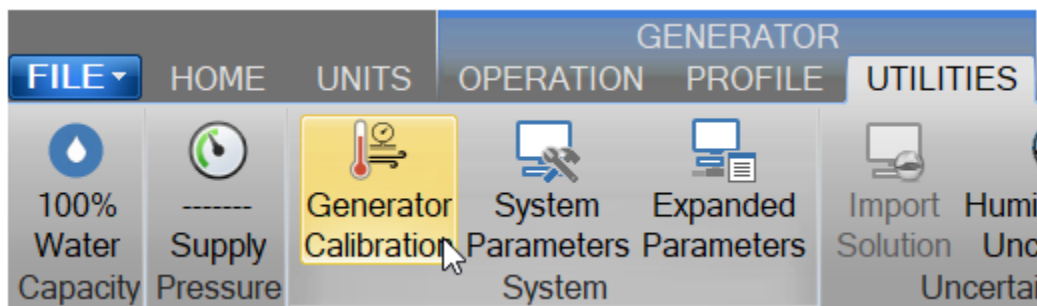 GENERATOR
FILE HOME UNITS OPERATION PROFILE UTILITIES
100% ------- Generator System Expanded Import
Water Supply Calibration Parameters Parameters Solution
Capacity Pressure System